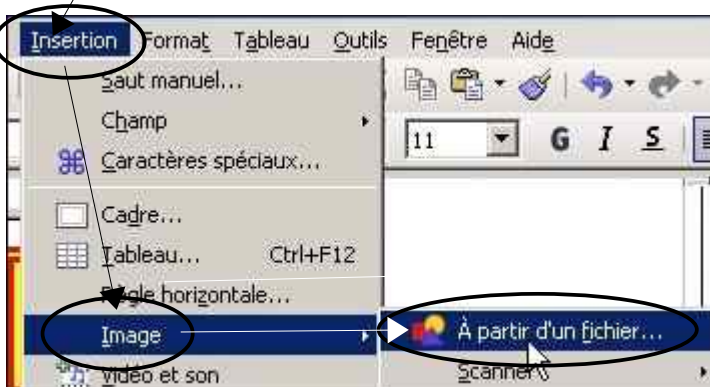 Insertion Format Tableau Outils Fenêtre Aide
Saut manuel...
Champ
11 G I S
Caractères spéciaux...
Cadre...
Tableau... Ctrl+F12
Règle horizontale...
Image À partir d'un fichier...
Vidéo et son Scanner